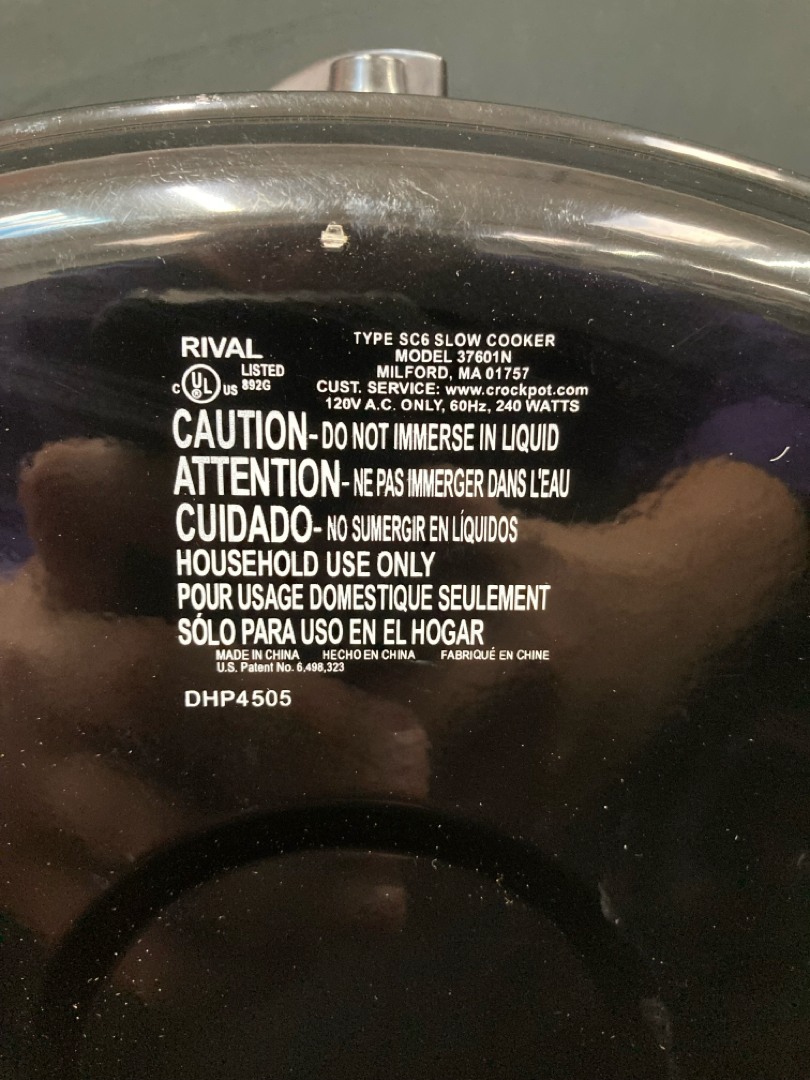 RIVAL
C UL ® US LISTED 892G
TYPE SC6 SLOW COOKER
MODEL 37601N
MILFORD, MA 01757
CUST. SERVICE: www.crockpot.com
120V A.C. ONLY, 60Hz, 240 WATTS
CAUTION-DO NOT IMMERSE IN LIQUID
ATTENTION-NE PAS IMMERGER DANS L'EAU
CUIDADO-NO SUMERGIR EN LÍQUIDOS
HOUSEHOLD USE ONLY
POUR USAGE DOMESTIQUE SEULEMENT
SÓLO PARA USO EN EL HOGAR
MADE IN CHINA HECHO EN CHINA FABRIQUÉ EN CHINE
U.S. Patent No. 6,498,323
DHP4505